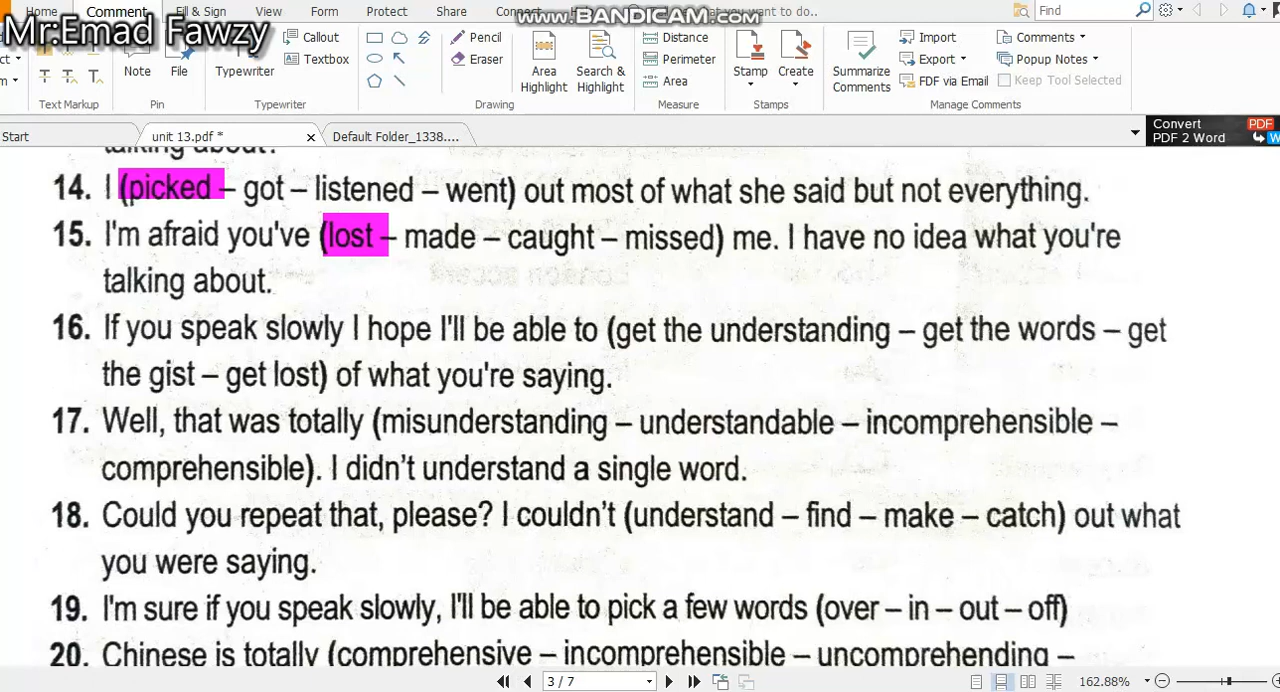 Home Comment Fill & Sign View Form Protect Share Connect you want to do.. Find
www.BANDICAM.com
Mr:Emad Fawzy
Callout Pencil Distance Import Comments
Textbox Eraser Perimeter Export Popup Notes
Note File Typewriter Area Highlight Search & Highlight Area Stamp Create Summarize Comments FDF via Email Keep Tool Selected
Text Markup Pin Typewriter Drawing Measure Stamps Manage Comments
Start unit 13.pdf * Default Folder_1338.... Convert PDF
PDF 2 Word
talking about?
14. I (picked – got – listened – went) out most of what she said but not everything.
15. I'm afraid you've (lost – made – caught – missed) me. I have no idea what you're
talking about.
16. If you speak slowly I hope I'll be able to (get the understanding – get the words – get
the gist – get lost) of what you're saying.
17. Well, that was totally (misunderstanding – understandable – incomprehensible –
comprehensible). I didn't understand a single word.
18. Could you repeat that, please? I couldn't (understand – find – make – catch) out what
you were saying.
19. I'm sure if you speak slowly, I'll be able to pick a few words (over – in – out – off)
20. Chinese is totally (comprehensive – incomprehensible – uncomprehending –
3 / 7 162.88%